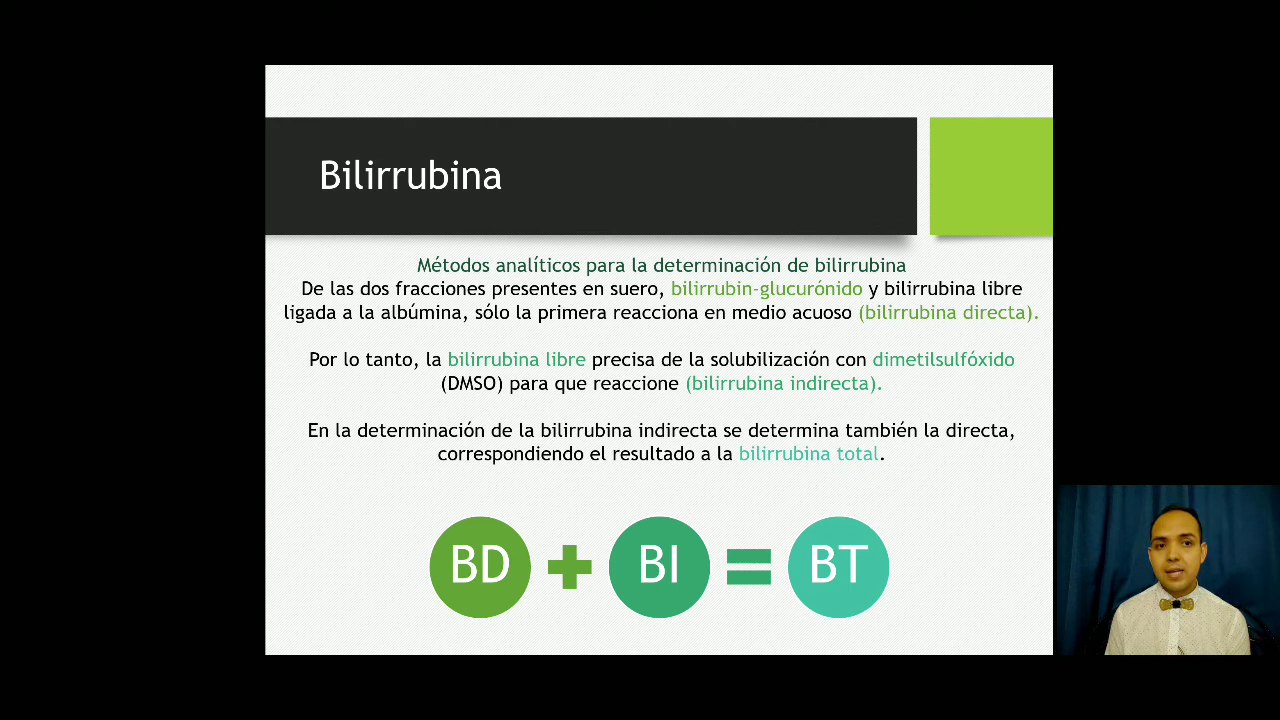 Bilirrubina
Métodos analíticos para la determinación de bilirrubina
De las dos fracciones presentes en suero, bilirrubin-glucurónido y bilirrubina libre
ligada a la albúmina, sólo la primera reacciona en medio acuoso (bilirrubina directa).
Por lo tanto, la bilirrubina libre precisa de la solubilización con dimetilsulfóxido
(DMSO) para que reaccione (bilirrubina indirecta).
En la determinación de la bilirrubina indirecta se determina también la directa,
correspondiendo el resultado a la bilirrubina total.
BD + BI = BT